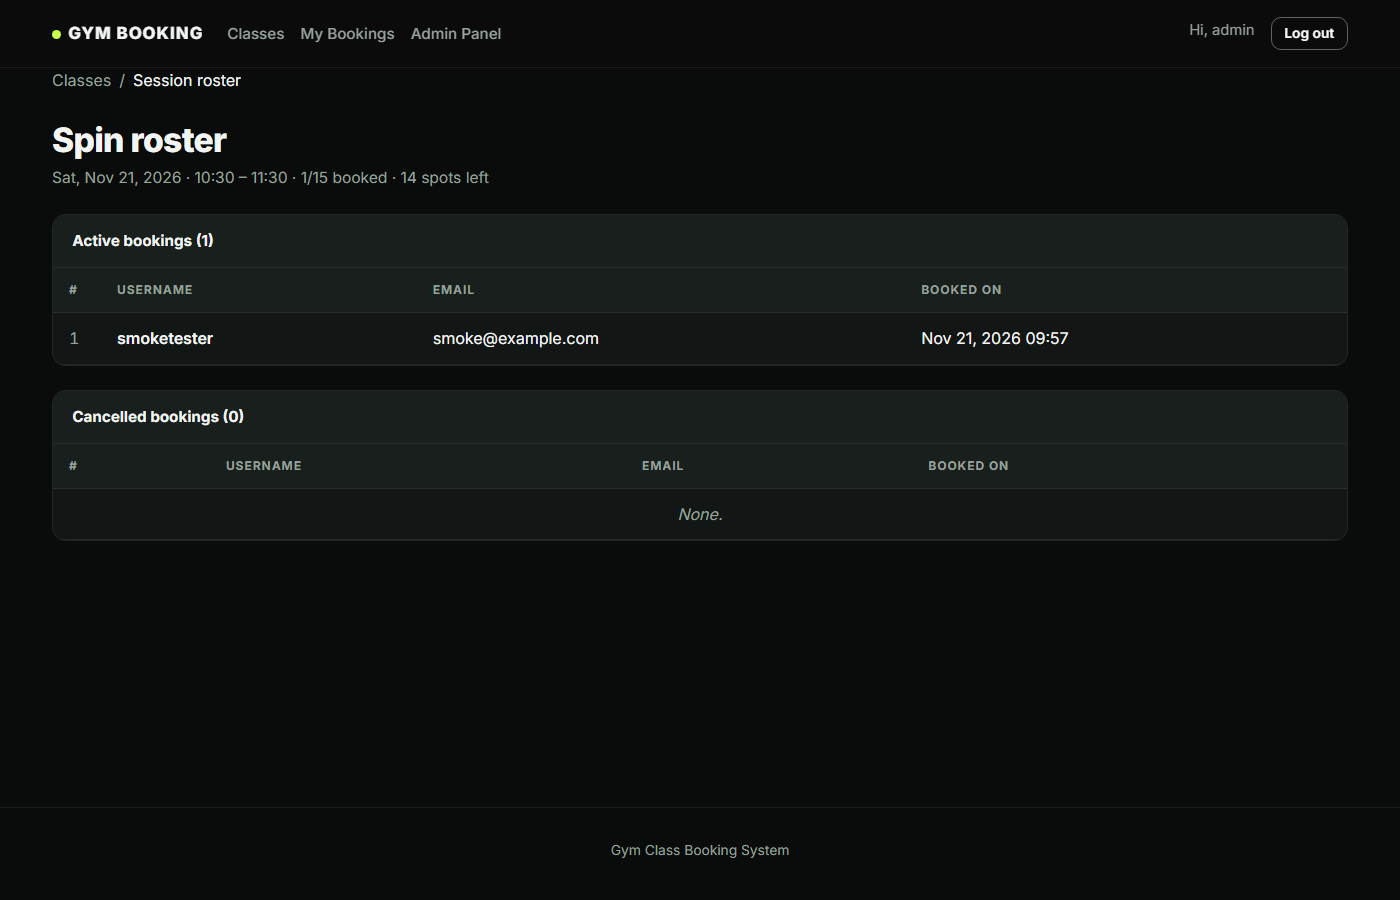 GYM BOOKING Classes My Bookings Admin Panel Hi, admin Log out
Classes / Session roster
Spin roster
Sat, Nov 21, 2026 · 10:30 – 11:30 · 1/15 booked · 14 spots left
Active bookings (1)
# USERNAME EMAIL BOOKED ON
1 smoketester smoke@example.com Nov 21, 2026 09:57
Cancelled bookings (0)
# USERNAME EMAIL BOOKED ON
None.
Gym Class Booking System